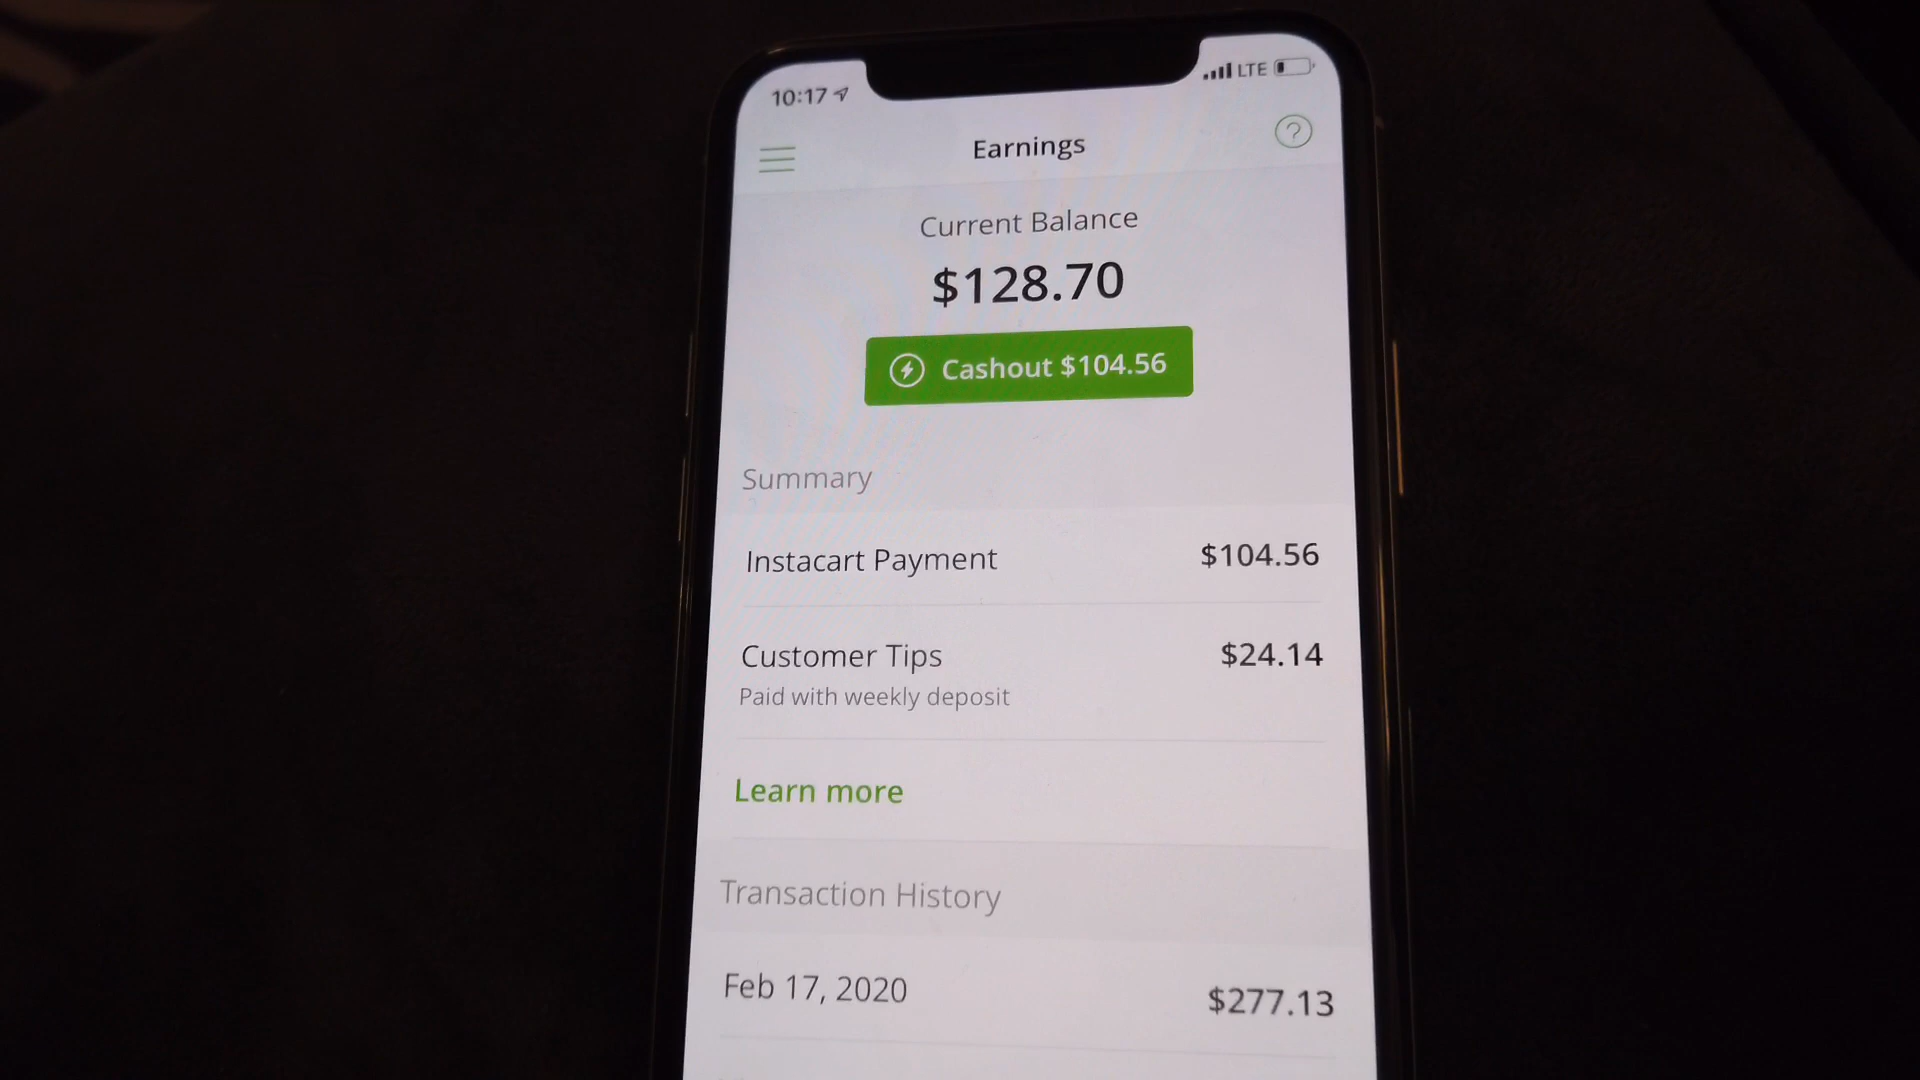 10:17
LTE
Earnings
?
Current Balance
$128.70
Cashout $104.56
Summary
Instacart Payment $104.56
Customer Tips $24.14
Paid with weekly deposit
Learn more
Transaction History
Feb 17, 2020 $277.13